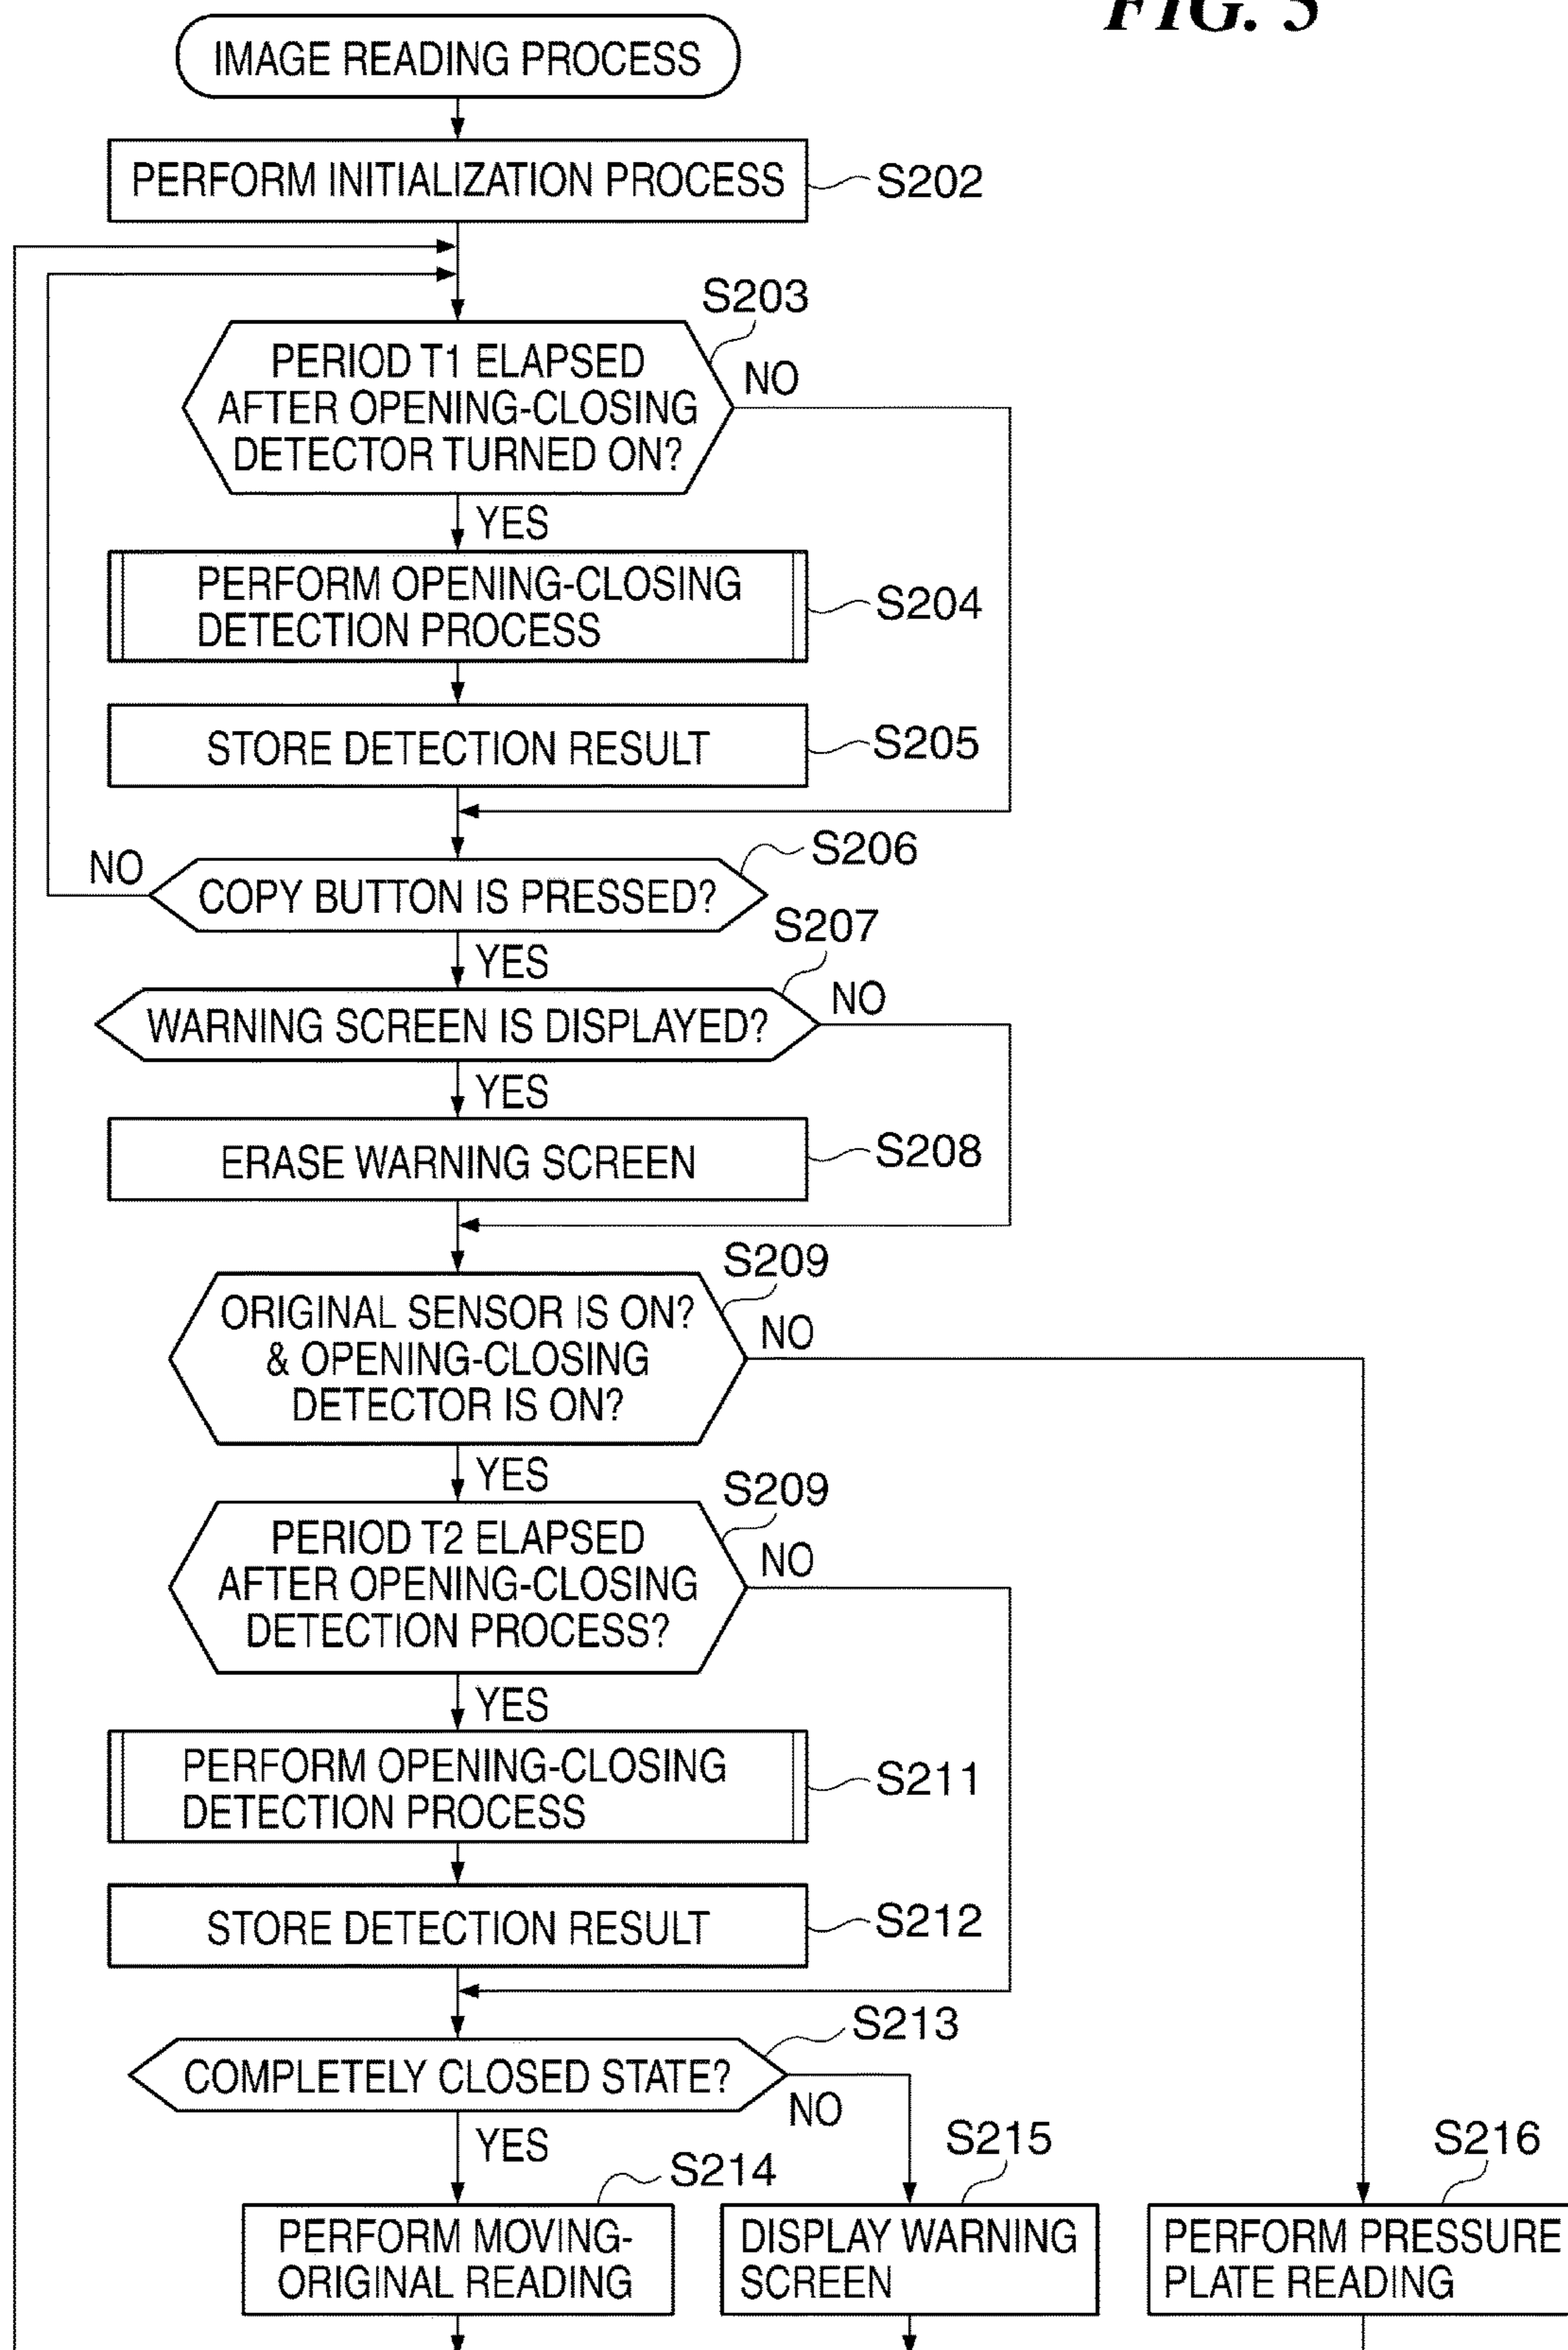 FIG. 5
IMAGE READING PROCESS
PERFORM INITIALIZATION PROCESS
S202
S203
PERIOD T1 ELAPSED
AFTER OPENING-CLOSING
DETECTOR TURNED ON?
NO
YES
PERFORM OPENING-CLOSING
DETECTION PROCESS
S204
STORE DETECTION RESULT
S205
S206
NO
COPY BUTTON IS PRESSED?
YES
S207
WARNING SCREEN IS DISPLAYED?
NO
YES
ERASE WARNING SCREEN
S208
S209
ORIGINAL SENSOR IS ON?
& OPENING-CLOSING
DETECTOR IS ON?
NO
YES
S209
PERIOD T2 ELAPSED
AFTER OPENING-CLOSING
DETECTION PROCESS?
NO
YES
PERFORM OPENING-CLOSING
DETECTION PROCESS
S211
STORE DETECTION RESULT
S212
S213
COMPLETELY CLOSED STATE?
NO
YES
S214
PERFORM MOVING-
ORIGINAL READING
S215
DISPLAY WARNING
SCREEN
S216
PERFORM PRESSURE
PLATE READING